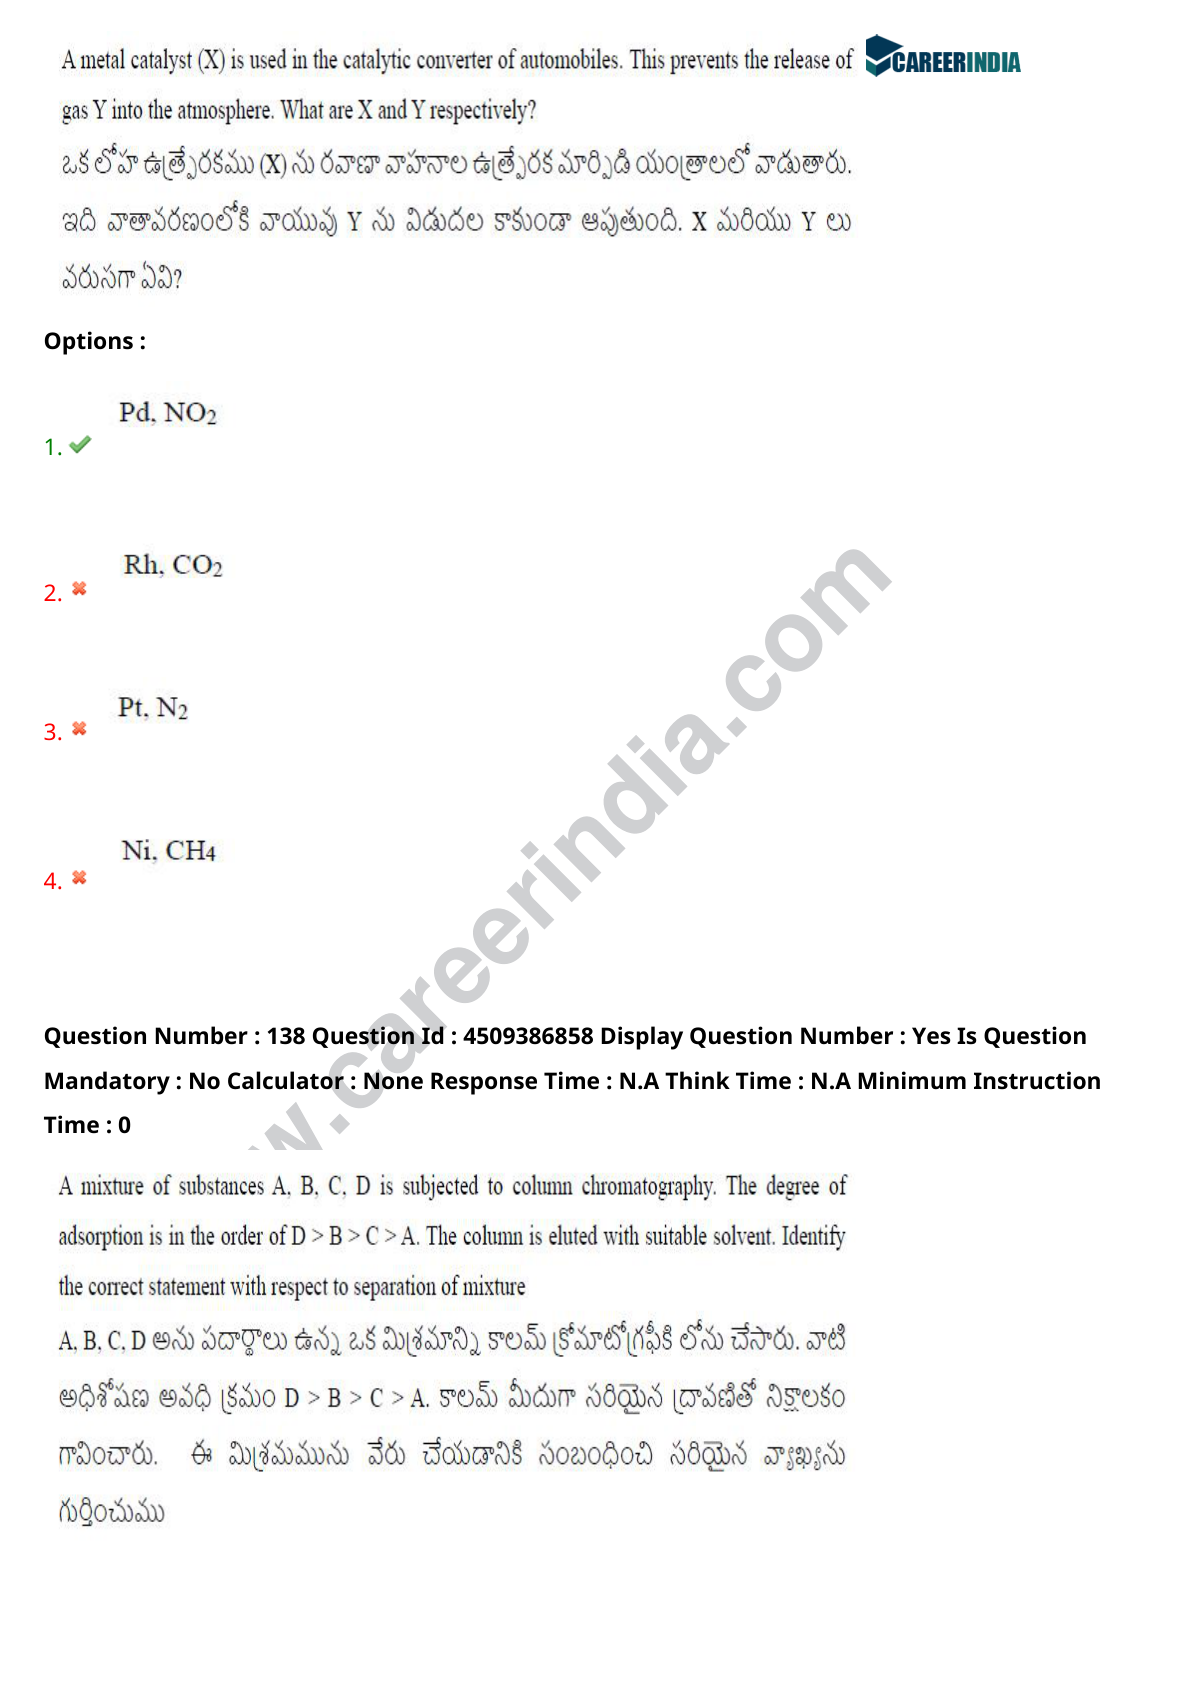 A metal catalyst (X) is used in the catalytic converter of automobiles. This prevents the release of
CAREERINDIA
gas Y into the atmosphere. What are X and Y respectively?
ఒక లోహ ఉత్ప్రేరకము (X) ను రవాణా వాహనాల ఉత్ప్రేరక మార్పిడి యంత్రాలలో వాడుతారు.
ఇది వాతావరణంలోకి వాయువు Y ను విడుదల కాకుండా ఆపుతుంది. X మరియు Y లు
వరుసగా ఏవి?
Options :
Pd, NO2
1.
Rh, CO2
2.
Pt, N2
3.
Ni, CH4
4.
w.careerindia.com
Question Number : 138 Question Id : 4509386858 Display Question Number : Yes Is Question
Mandatory : No Calculator : None Response Time : N.A Think Time : N.A Minimum Instruction
Time : 0
A mixture of substances A, B, C, D is subjected to column chromatography. The degree of
adsorption is in the order of D > B > C > A. The column is eluted with suitable solvent. Identify
the correct statement with respect to separation of mixture
A, B, C, D అను పదార్థాలు ఉన్న ఒక మిశ్రమాన్ని కాలమ్ క్రోమాటోగ్రఫీకి లోను చేసారు. వాటి
అధిశోషణ అవధి క్రమం D > B > C > A. కాలమ్ మీదుగా సరియైన ద్రావణితో నిక్షాలకం
గావించారు. ఈ మిశ్రమమును వేరు చేయడానికి సంబంధించి సరియైన వ్యాఖ్యను
గుర్తించుము